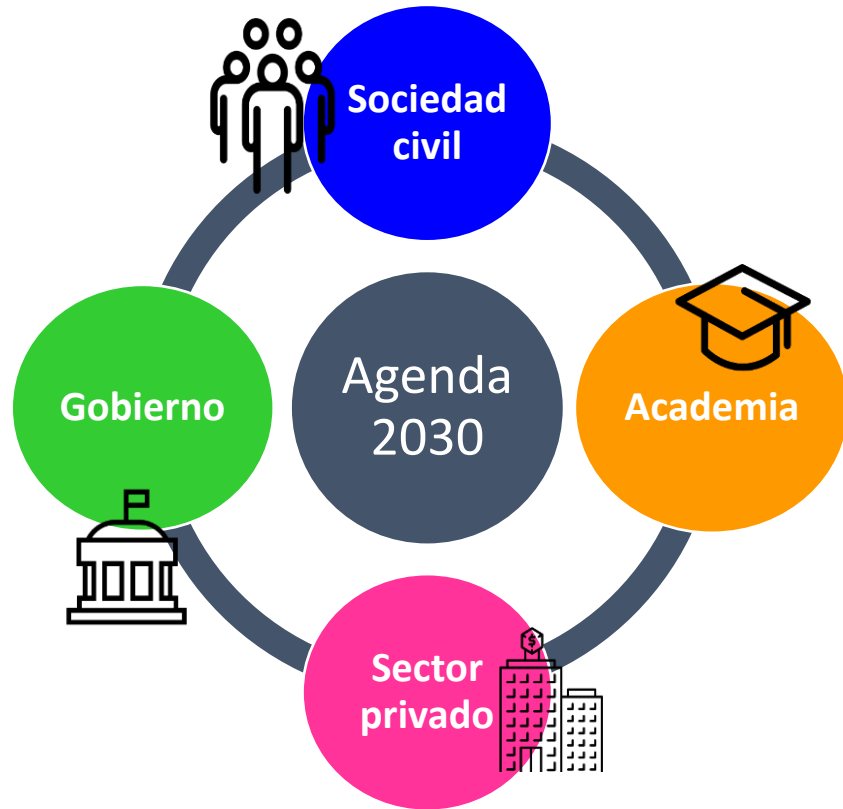 Sociedad
civil
Gobierno
Agenda
2030
Academia
Sector
privado
$